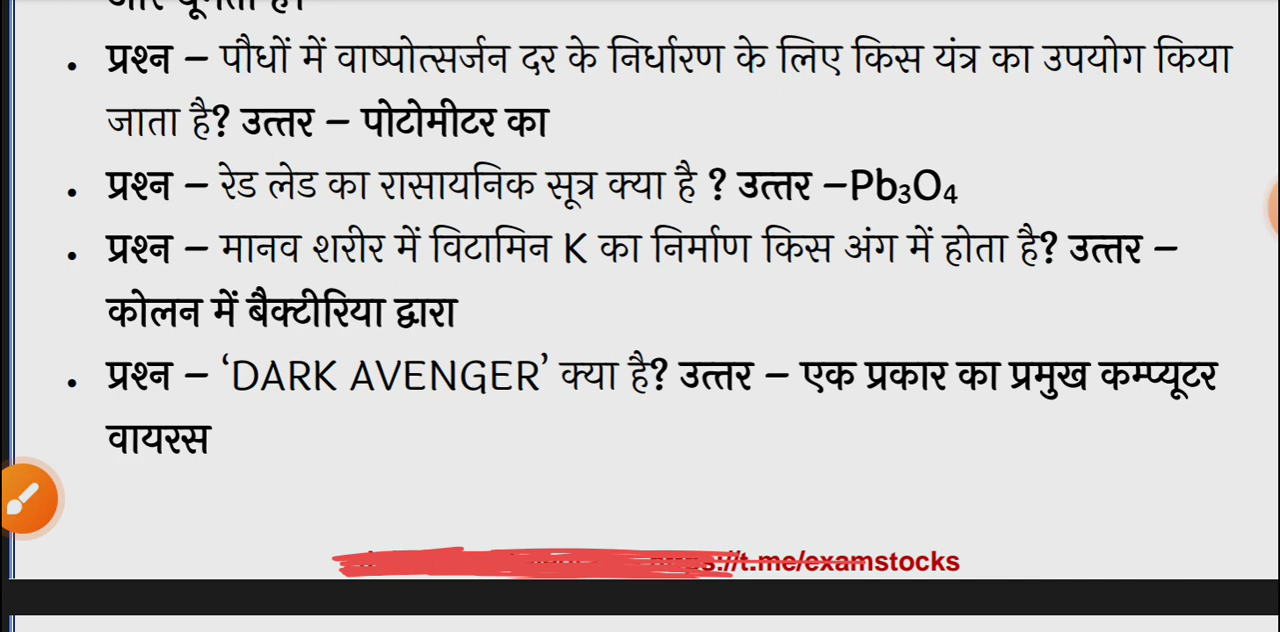 • प्रश्न – पौधों में वाष्पोत्सर्जन दर के निर्धारण के लिए किस यंत्र का उपयोग किया
जाता है? उत्तर – पोटोमीटर का
• प्रश्न – रेड लेड का रासायनिक सूत्र क्या है ? उत्तर –Pb₃O₄
• प्रश्न – मानव शरीर में विटामिन K का निर्माण किस अंग में होता है? उत्तर –
कोलन में बैक्टीरिया द्वारा
• प्रश्न – ‘DARK AVENGER’ क्या है? उत्तर – एक प्रकार का प्रमुख कम्प्यूटर
वायरस
s://t.me/examstocks